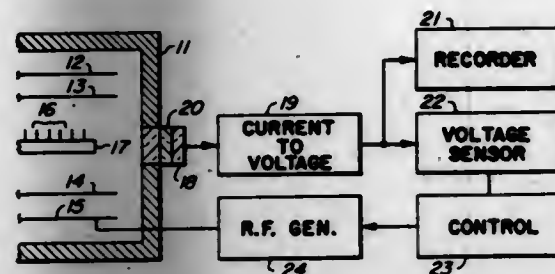 11
21
RECORDER
12
13
16
20
19
CURRENT
TO
VOLTAGE
22
VOLTAGE
SENSOR
17
18
14
15
R.F. GEN.
24
CONTROL
23